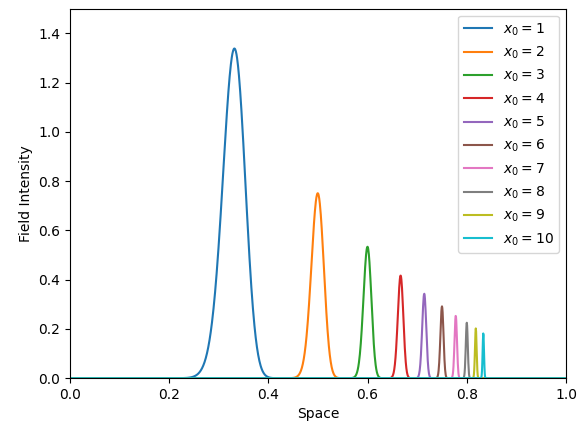 Field Intensity
1.4
1.2
1.0
0.8
0.6
0.4
0.2
0.0
0.0 0.2 0.4 0.6 0.8 1.0
Space
x₀ = 1
x₀ = 2
x₀ = 3
x₀ = 4
x₀ = 5
x₀ = 6
x₀ = 7
x₀ = 8
x₀ = 9
x₀ = 10